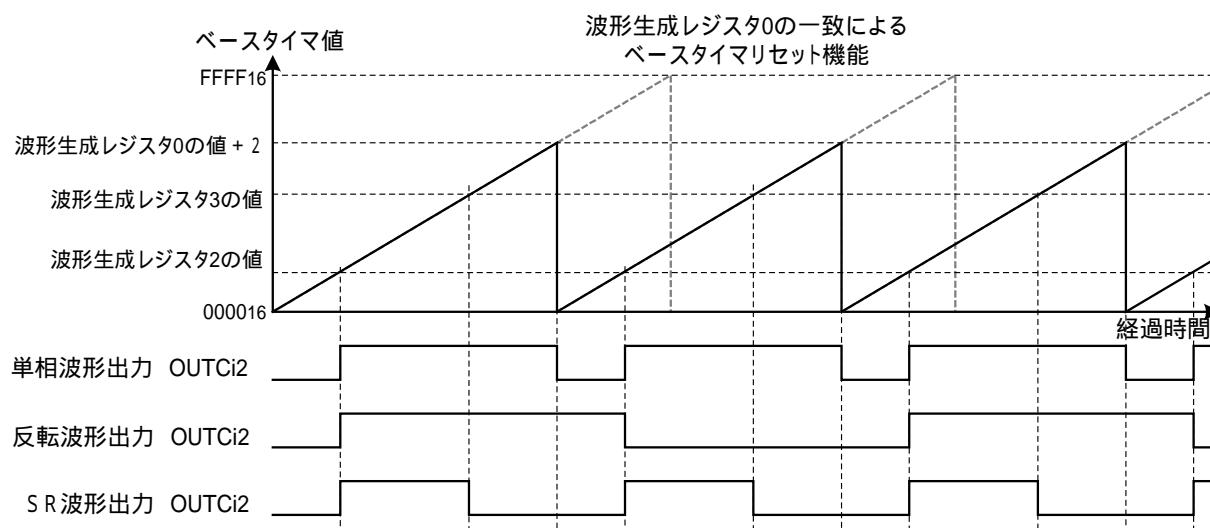 波形生成レジスタ0の一致による
ベースタイマリセット機能
ベースタイマ値
FFFF16
波形生成レジスタ0の値 + 2
波形生成レジスタ3の値
波形生成レジスタ2の値
000016
経過時間
単相波形出力 OUTCi2
反転波形出力 OUTCi2
SR波形出力 OUTCi2